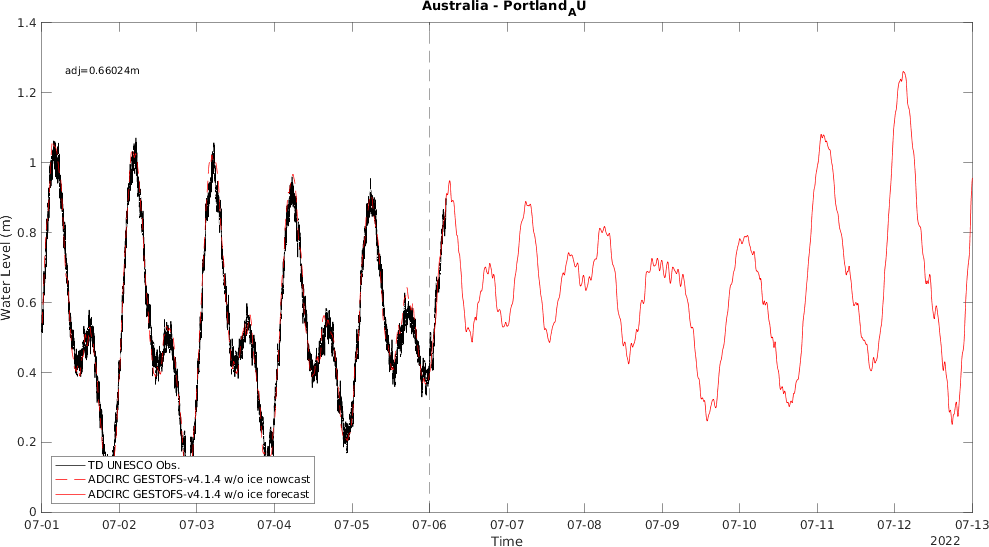 Australia - Portland_AU
1.4
1.2
1
0.8
0.6
0.4
0.2
0
Water Level (m)
adj=0.66024m
TD UNESCO Obs.
ADCIRC GESTOFS-v4.1.4 w/o ice nowcast
ADCIRC GESTOFS-v4.1.4 w/o ice forecast
07-01 07-02 07-03 07-04 07-05 07-06 07-07 07-08 07-09 07-10 07-11 07-12 07-13
Time
2022